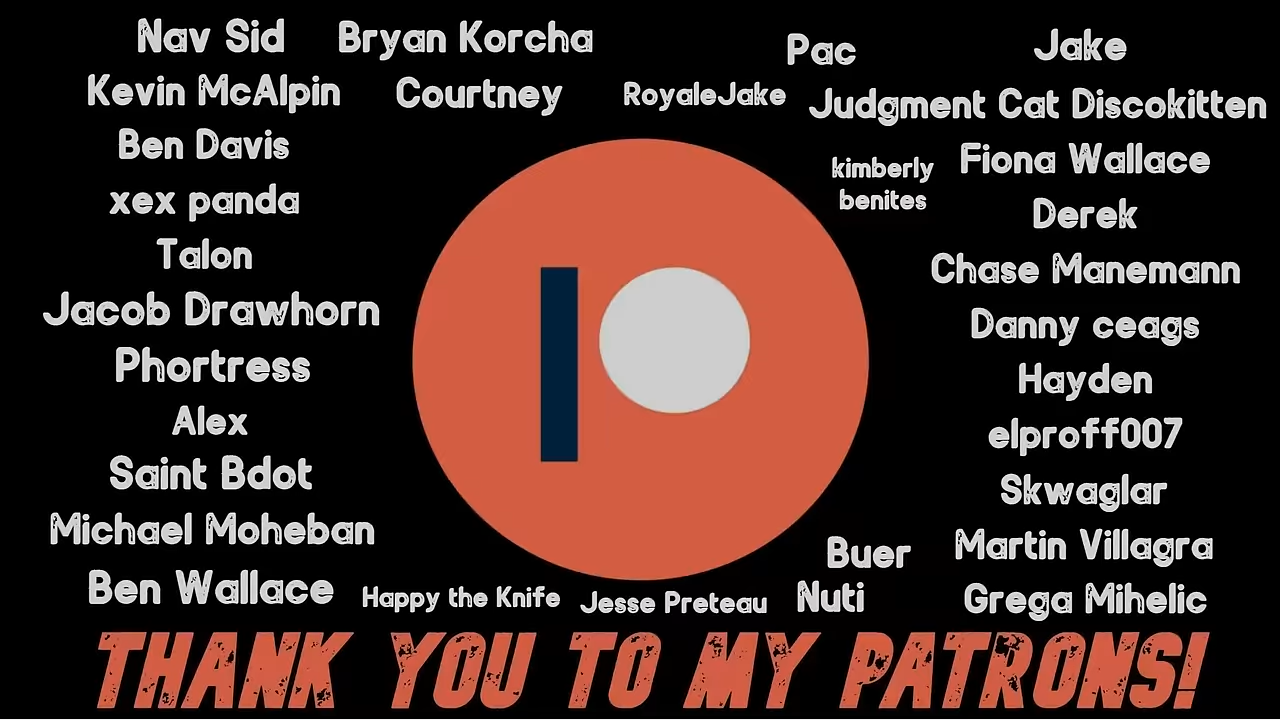 Nav Sid
Bryan Korcha
Pac
Jake
Kevin McAlpin
Courtney
RoyaleJake
Judgment Cat Discokitten
Ben Davis
kimberly
benites
Fiona Wallace
xex panda
Derek
Talon
Chase Manemann
Jacob Drawhorn
Danny ceags
Phortress
Hayden
Alex
elproff007
Saint Bdot
Skwaglar
Michael Moheban
Buer
Martin Villagra
Ben Wallace
Happy the Knife
Jesse Preteau
Nuti
Grega Mihelic
THANK YOU TO MY PATRONS!